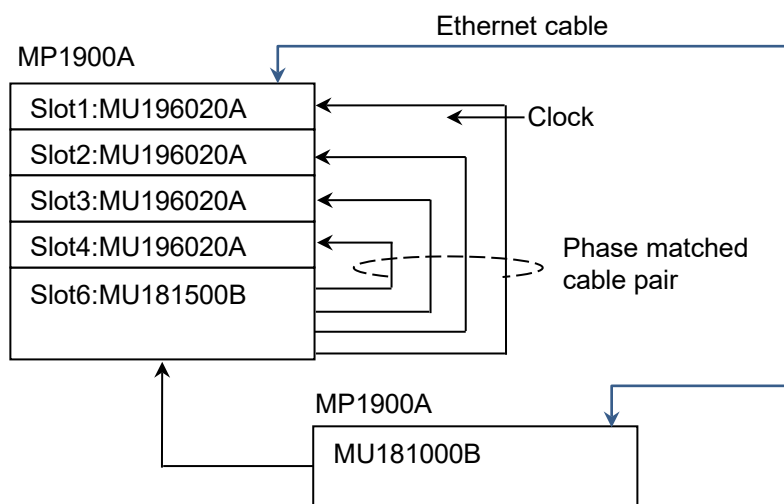 Ethernet cable
MP1900A
Slot1:MU196020A
Clock
Slot2:MU196020A
Slot3:MU196020A
Slot4:MU196020A
Phase matched
cable pair
Slot6:MU181500B
MP1900A
MU181000B